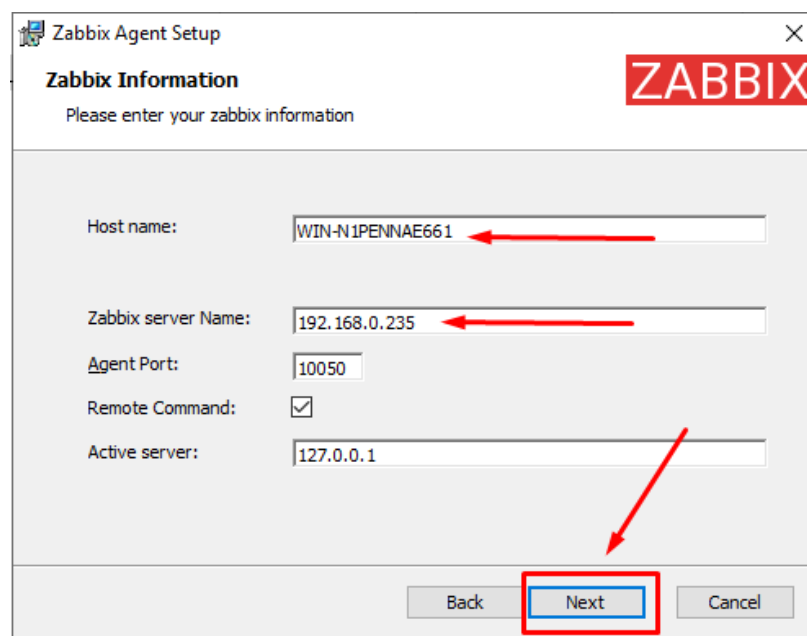 Zabbix Agent Setup
Zabbix Information
ZABBIX
Please enter your zabbix information
Host name: WIN-N1PENNAE661
Zabbix server Name: 192.168.0.235
Agent Port: 10050
Remote Command:
Active server: 127.0.0.1
Back Next Cancel